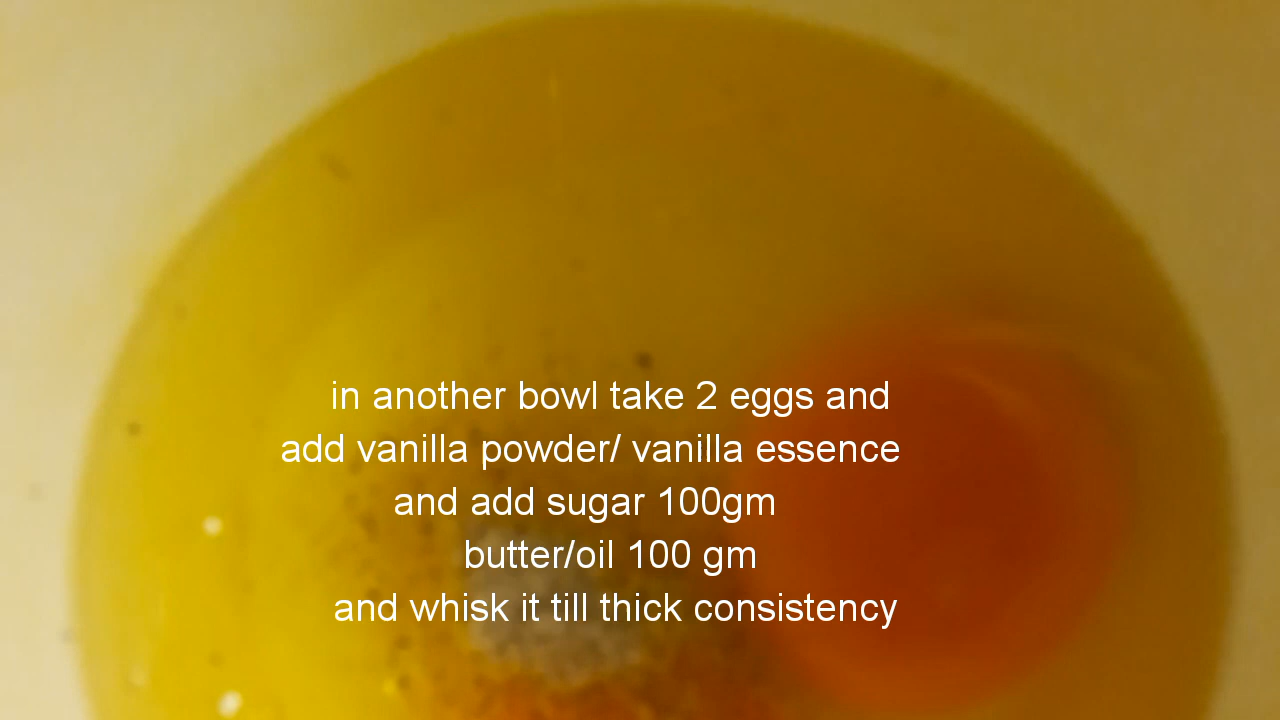 in another bowl take 2 eggs and
add vanilla powder/ vanilla essence
and add sugar 100gm
butter/oil 100 gm
and whisk it till thick consistency